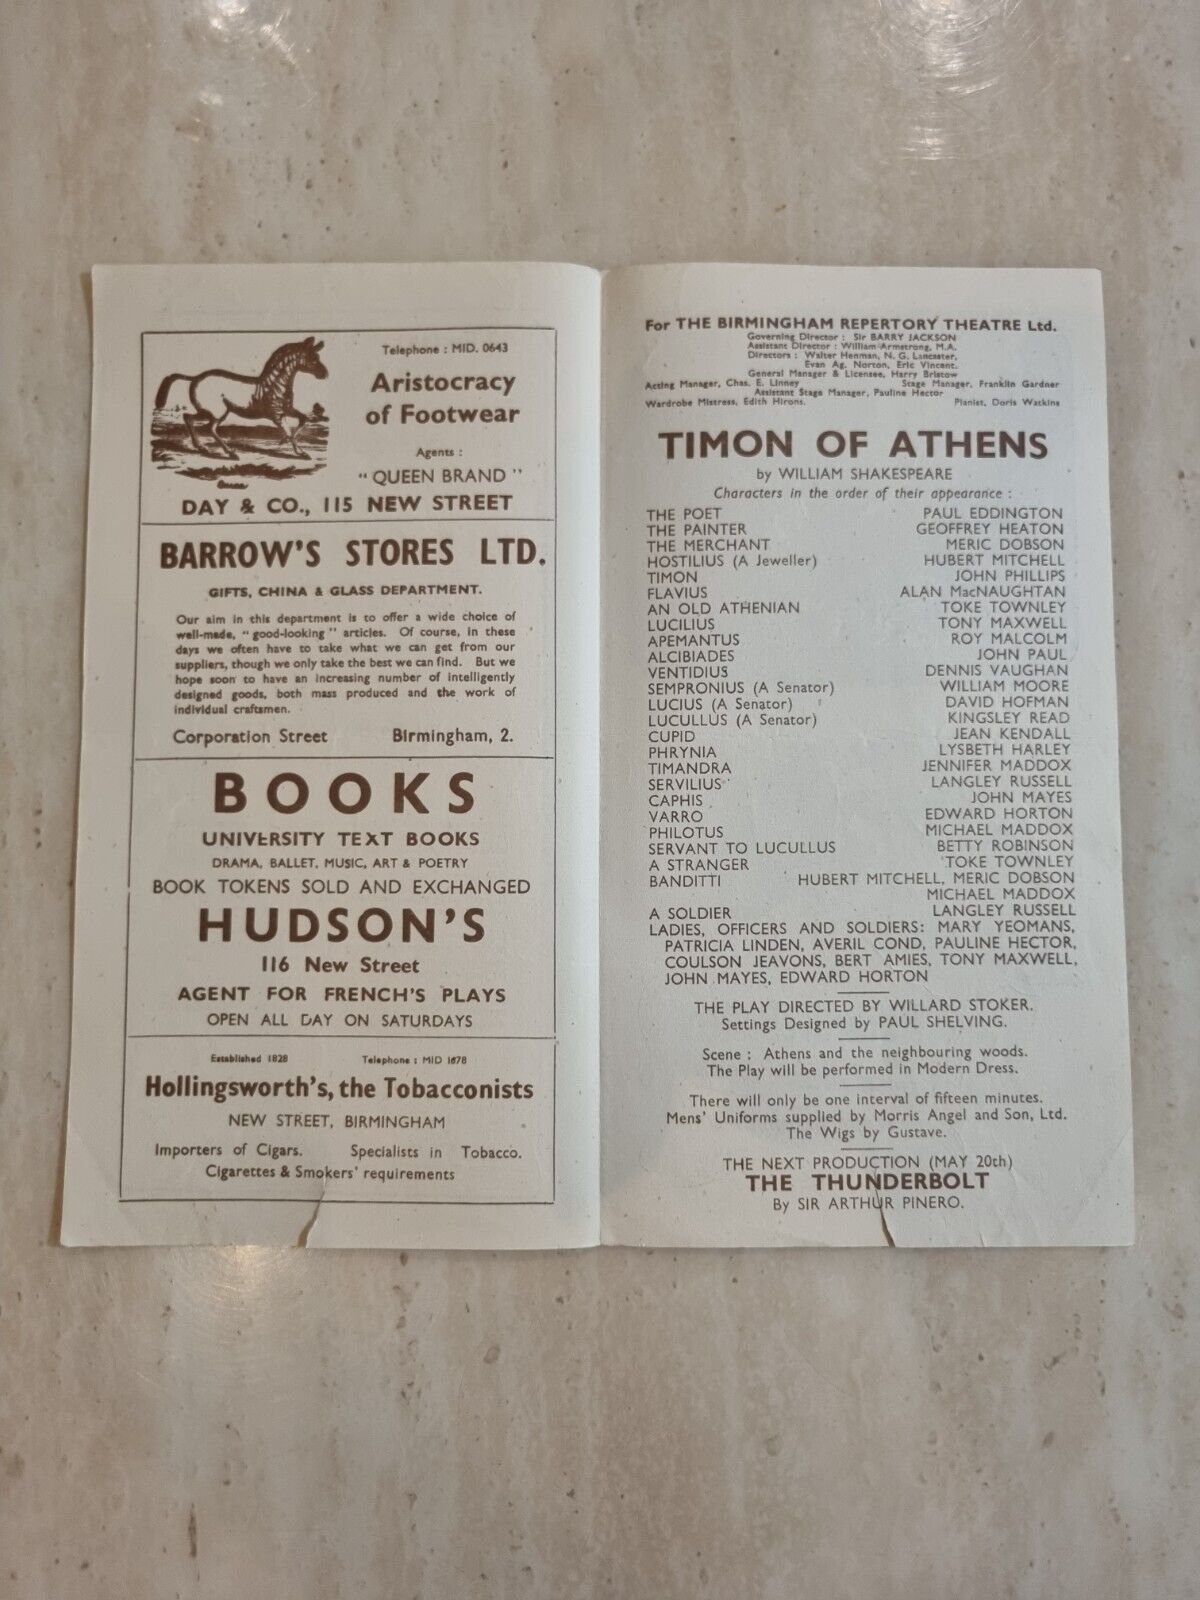 Telephone : MID. 0643
Aristocracy
of Footwear
Agents :
" QUEEN BRAND "
DAY & CO., 115 NEW STREET
BARROW'S STORES LTD.
GIFTS, CHINA & GLASS DEPARTMENT.
Our aim in this department is to offer a wide choice of
well-made, " good-looking " articles. Of course, in these
days we often have to take what we can get from our
suppliers, though we only take the best we can find. But we
hope soon to have an increasing number of intelligently
designed goods, both mass produced and the work of
individual craftsmen.
Corporation Street Birmingham, 2.
BOOKS
UNIVERSITY TEXT BOOKS
DRAMA, BALLET, MUSIC, ART & POETRY
BOOK TOKENS SOLD AND EXCHANGED
HUDSON'S
116 New Street
AGENT FOR FRENCH'S PLAYS
OPEN ALL DAY ON SATURDAYS
Established 1828 Telephone : MID 1678
Hollingsworth's, the Tobacconists
NEW STREET, BIRMINGHAM
Importers of Cigars. Specialists in Tobacco.
Cigarettes & Smokers' requirements
For THE BIRMINGHAM REPERTORY THEATRE Ltd.
Governing Director : Sir BARRY JACKSON
Assistant Director : William Armstrong, M.A.
Directors : Walter Henman, N. G. Lancaster,
Evan Ag. Norton, Eric Vincent.
General Manager & Licensee, Harry Bristow
Acting Manager, Chas. E. Linney Stage Manager, Franklin Gardner
Assistant Stage Manager, Pauline Hector
Wardrobe Mistress, Edith Hirons. Pianist, Doris Watkins
TIMON OF ATHENS
by WILLIAM SHAKESPEARE
Characters in the order of their appearance :
THE POET PAUL EDDINGTON
THE PAINTER GEOFFREY HEATON
THE MERCHANT MERIC DOBSON
HOSTILIUS (A Jeweller) HUBERT MITCHELL
TIMON JOHN PHILLIPS
FLAVIUS ALAN MacNAUGHTAN
AN OLD ATHENIAN TOKE TOWNLEY
LUCILIUS TONY MAXWELL
APEMANTUS ROY MALCOLM
ALCIBIADES JOHN PAUL
VENTIDIUS DENNIS VAUGHAN
SEMPRONIUS (A Senator) WILLIAM MOORE
LUCIUS (A Senator) DAVID HOFMAN
LUCULLUS (A Senator) KINGSLEY READ
CUPID JEAN KENDALL
PHRYNIA LYSBETH HARLEY
TIMANDRA JENNIFER MADDOX
SERVILIUS LANGLEY RUSSELL
CAPHIS JOHN MAYES
VARRO EDWARD HORTON
PHILOTUS MICHAEL MADDOX
SERVANT TO LUCULLUS BETTY ROBINSON
A STRANGER TOKE TOWNLEY
BANDITTI HUBERT MITCHELL, MERIC DOBSON
MICHAEL MADDOX
A SOLDIER LANGLEY RUSSELL
LADIES, OFFICERS AND SOLDIERS: MARY YEOMANS,
PATRICIA LINDEN, AVERIL COND, PAULINE HECTOR,
COULSON JEAVONS, BERT AMIES, TONY MAXWELL,
JOHN MAYES, EDWARD HORTON
THE PLAY DIRECTED BY WILLARD STOKER.
Settings Designed by PAUL SHELVING.
Scene : Athens and the neighbouring woods.
The Play will be performed in Modern Dress.
There will only be one interval of fifteen minutes.
Mens' Uniforms supplied by Morris Angel and Son, Ltd.
The Wigs by Gustave.
THE NEXT PRODUCTION (MAY 20th)
THE THUNDERBOLT
By SIR ARTHUR PINERO.